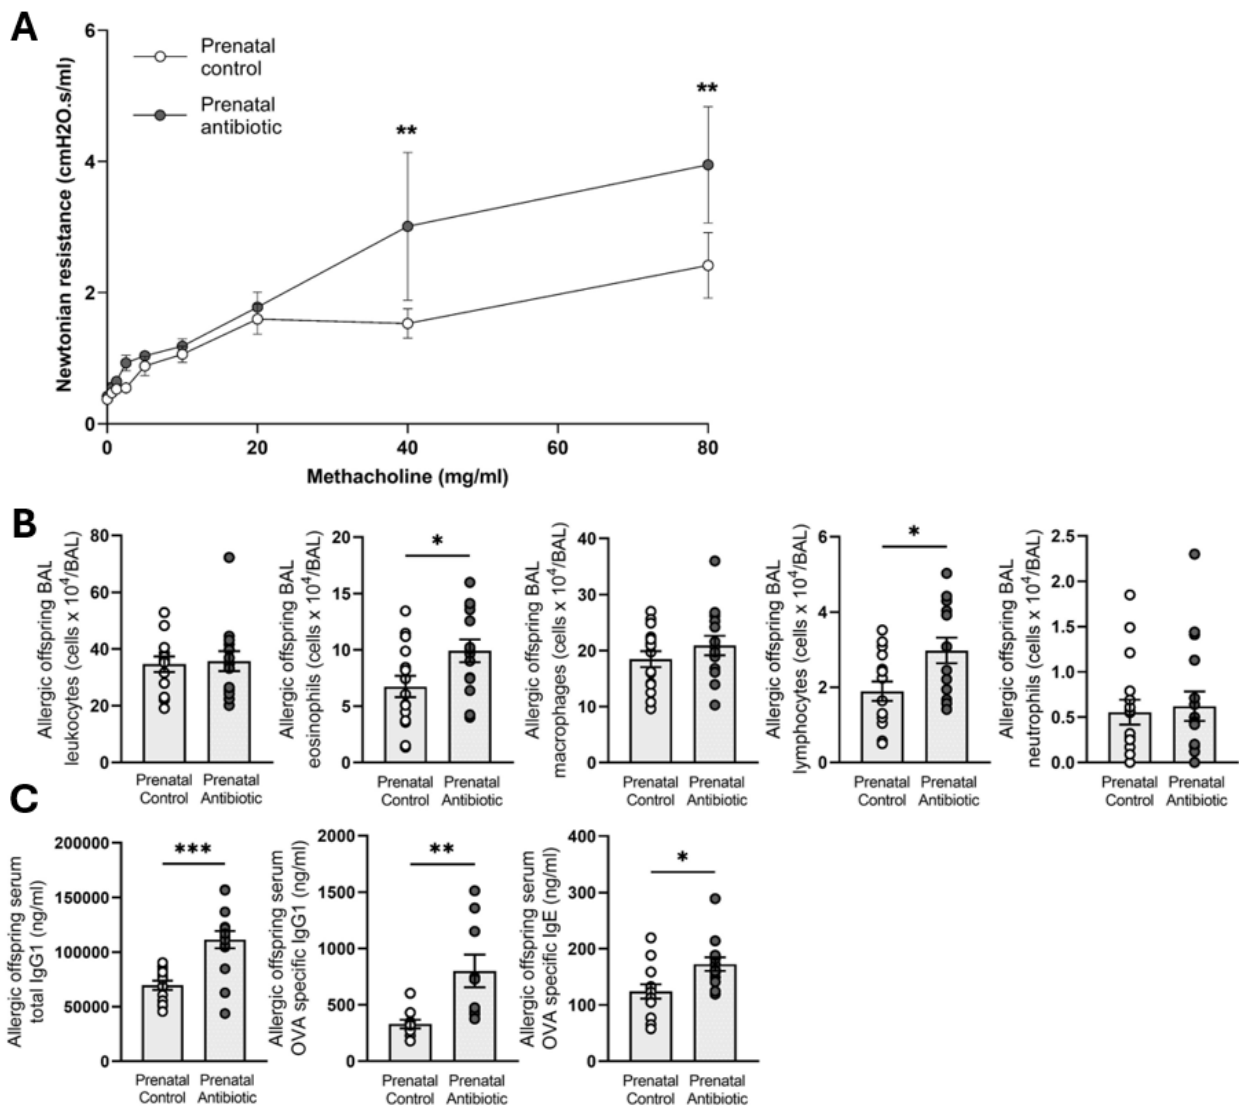 A
6
4
2
0
Newtonian resistance (cmH2O.s/ml)
Prenatal
control
Prenatal
antibiotic
**
**
0 20 40 60 80
Methacholine (mg/ml)
B
Allergic offspring BAL
leukocytes (cells x 10⁴/BAL)
80
60
40
20
0
Prenatal
Control
Prenatal
Antibiotic
Allergic offspring BAL
eosinophils (cells x 10⁴/BAL)
20
15
10
5
0
*
Prenatal
Control
Prenatal
Antibiotic
Allergic offspring BAL
macrophages (cells x 10⁴/BAL)
40
30
20
10
0
Prenatal
Control
Prenatal
Antibiotic
Allergic offspring BAL
lymphocytes (cells x 10⁴/BAL)
6
4
2
0
*
Prenatal
Control
Prenatal
Antibiotic
Allergic offspring BAL
neutrophils (cells x 10⁴/BAL)
2.5
2.0
1.5
1.0
0.5
0.0
Prenatal
Control
Prenatal
Antibiotic
C
Allergic offspring serum
total IgG1 (ng/ml)
200000
150000
100000
50000
0
***
Prenatal
Control
Prenatal
Antibiotic
Allergic offspring serum
OVA specific IgG1 (ng/ml)
2000
1500
1000
500
0
**
Prenatal
Control
Prenatal
Antibiotic
Allergic offspring serum
OVA specific IgE (ng/ml)
400
300
200
100
0
*
Prenatal
Control
Prenatal
Antibiotic